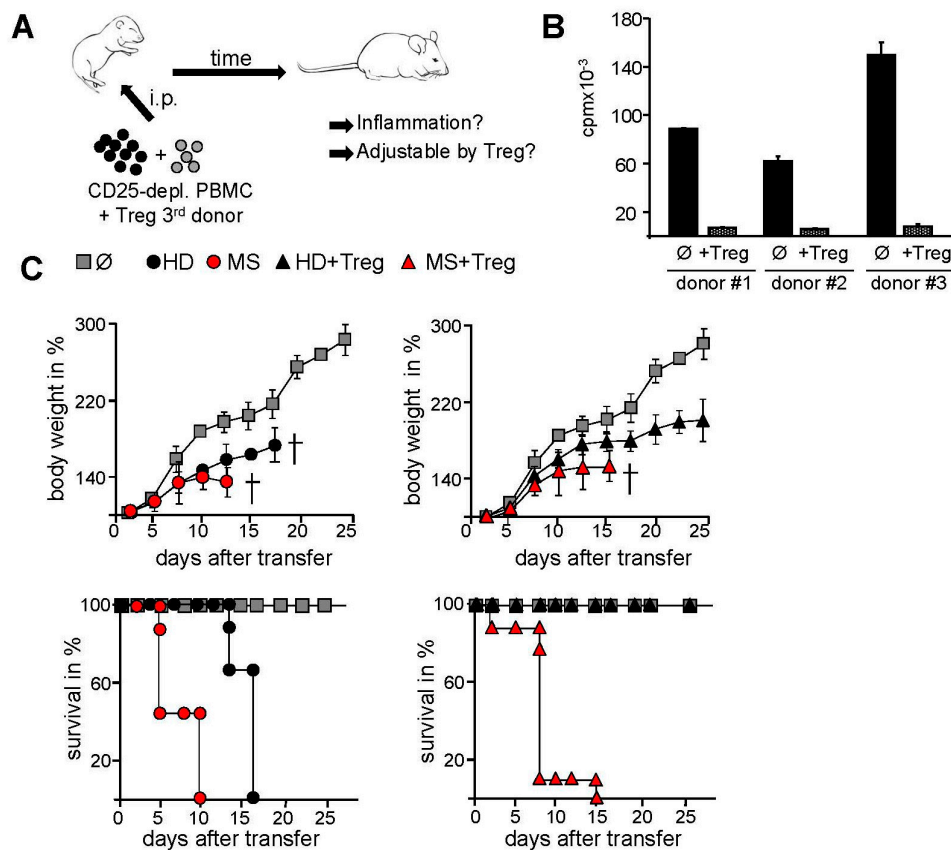 A
time
i.p.
+
CD25-depl. PBMC
+ Treg 3rd donor
Inflammation?
Adjustable by Treg?
B
cpmx10-3
180
140
100
60
20
Ø +Treg Ø +Treg Ø +Treg
donor #1 donor #2 donor #3
C
Ø HD MS HD+Treg MS+Treg
body weight in %
300
220
140
†
†
0 5 10 15 20 25
days after transfer
body weight in %
300
220
140
†
0 5 10 15 20 25
days after transfer
survival in %
100
60
20
0 5 10 15 20 25
days after transfer
survival in %
100
60
20
0 5 10 15 20 25
days after transfer